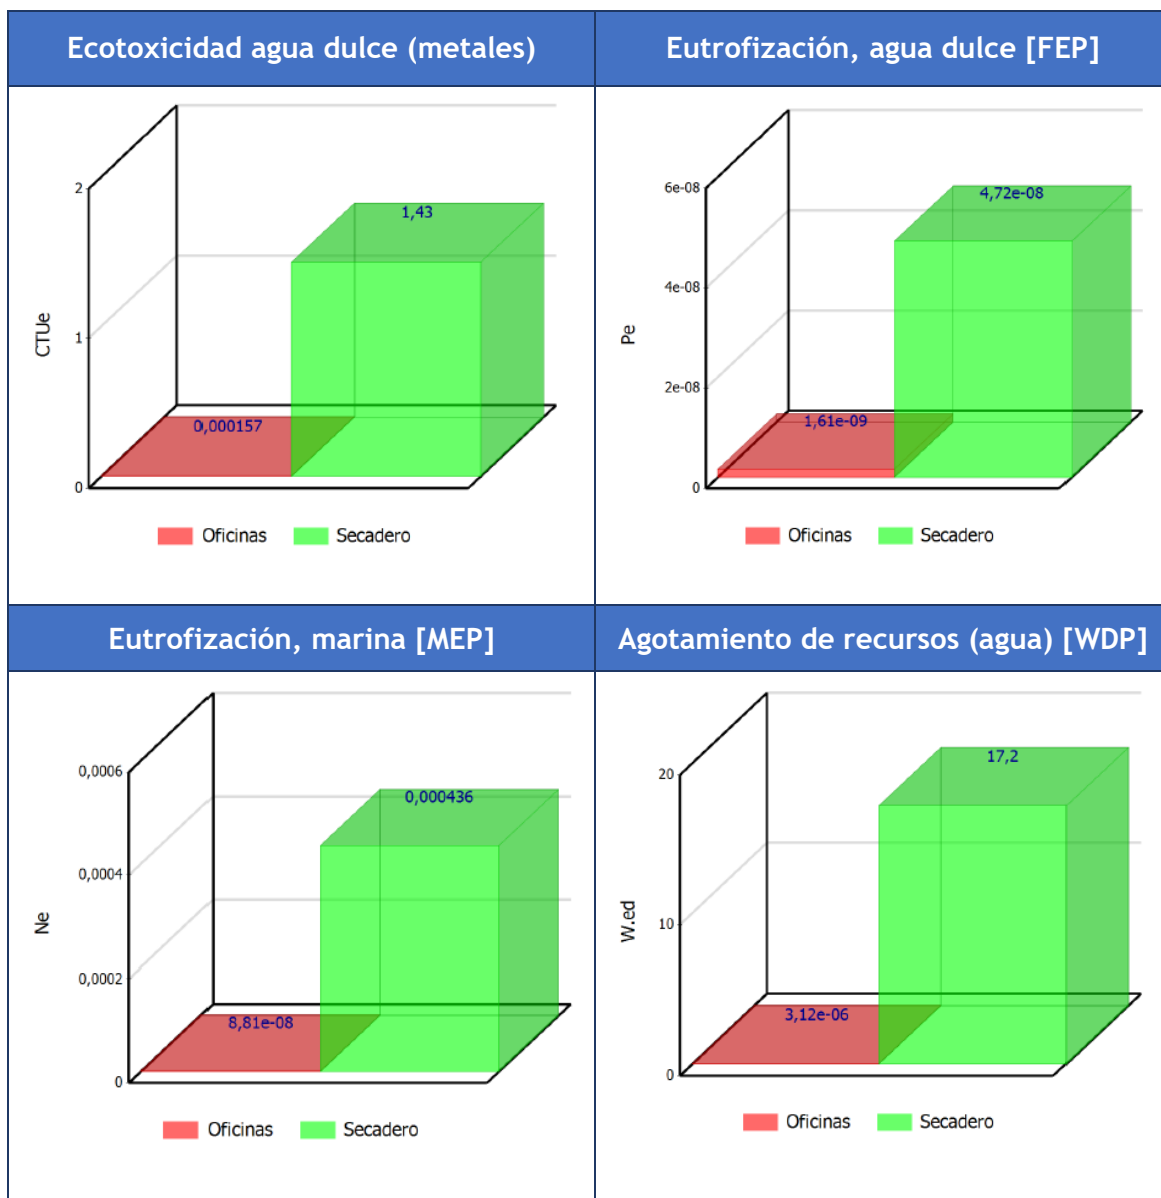 Ecotoxicidad agua dulce (metales)
Eutrofización, agua dulce [FEP]
2
1
0
CTUe
1,43
0,000157
Oficinas
Secadero
6e-08
4e-08
2e-08
0
Pe
4,72e-08
1,61e-09
Oficinas
Secadero
Eutrofización, marina [MEP]
Agotamiento de recursos (agua) [WDP]
0,0006
0,0004
0,0002
0
Ne
0,000436
8,81e-08
Oficinas
Secadero
20
10
0
W.ed
17,2
3,12e-06
Oficinas
Secadero